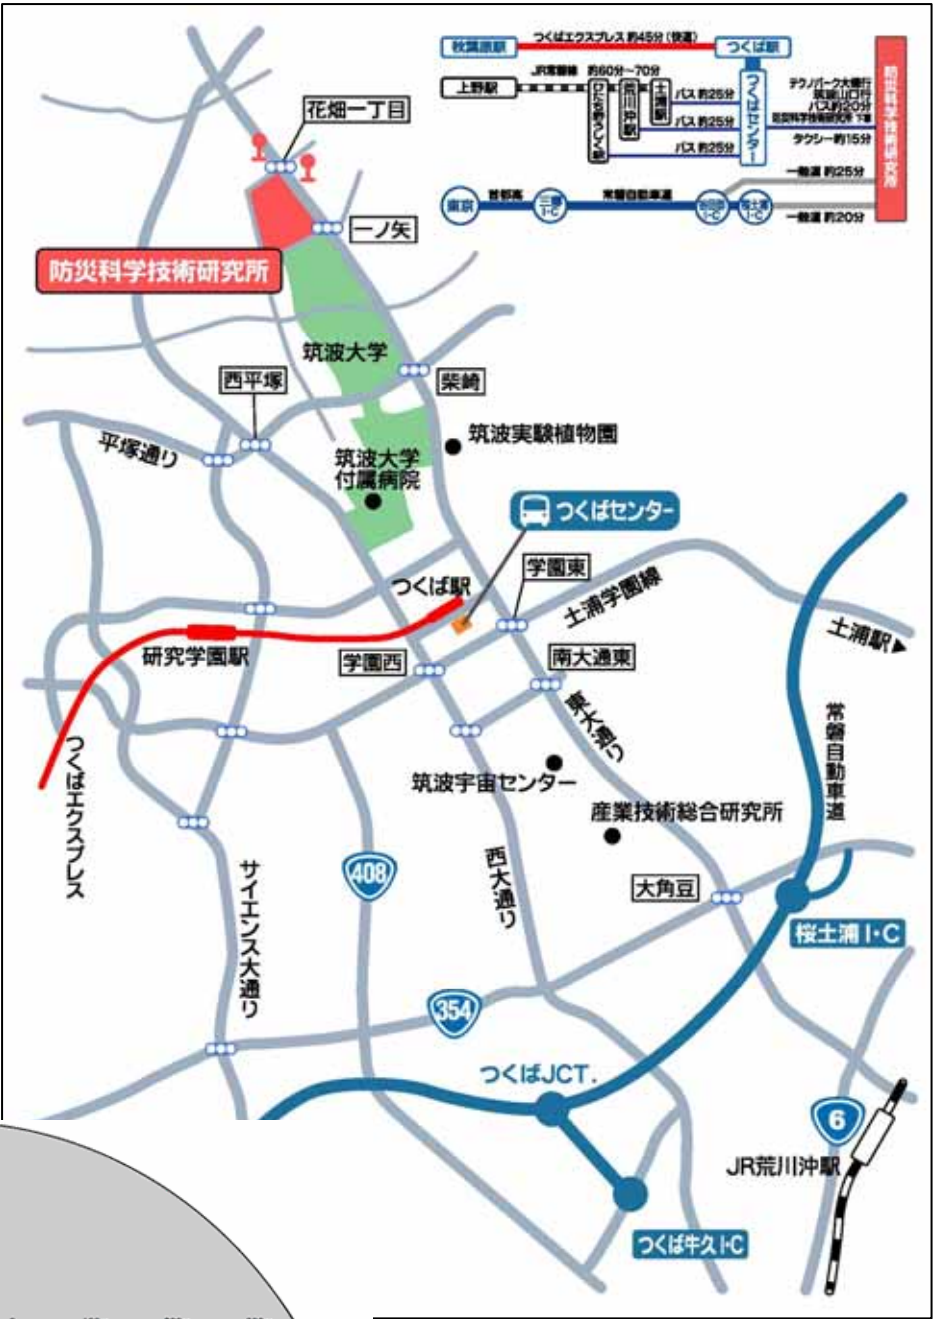 秋葉原駅
つくばエクスプレス 約45分(快速)
つくば駅
上野駅
JR常磐線 約60分～70分
ひたち野うしく駅
荒川沖駅
土浦駅
バス 約25分
バス 約25分
バス 約25分
つくばセンター
テクノパーク大穂行
筑波山口行
バス約20分
防災科学技術研究所 下車
タクシー約15分
防災科学技術研究所
東京
首都高
三郷
I・C
常磐自動車道
I・C
桜土浦
I・C
一般道 約25分
一般道 約20分
花畑一丁目
一ノ矢
防災科学技術研究所
筑波大学
西平塚
柴崎
平塚通り
筑波実験植物園
筑波大学
付属病院
つくばセンター
つくば駅
学園東
土浦学園線
土浦駅▶
研究学園駅
学園西
南大通東
東大通り
つくばエクスプレス
筑波宇宙センター
常磐自動車道
産業技術総合研究所
サイエンス大通り
408
西大通り
大角豆
桜土浦 I・C
354
つくばJCT.
6
JR荒川沖駅
つくば牛久I・C